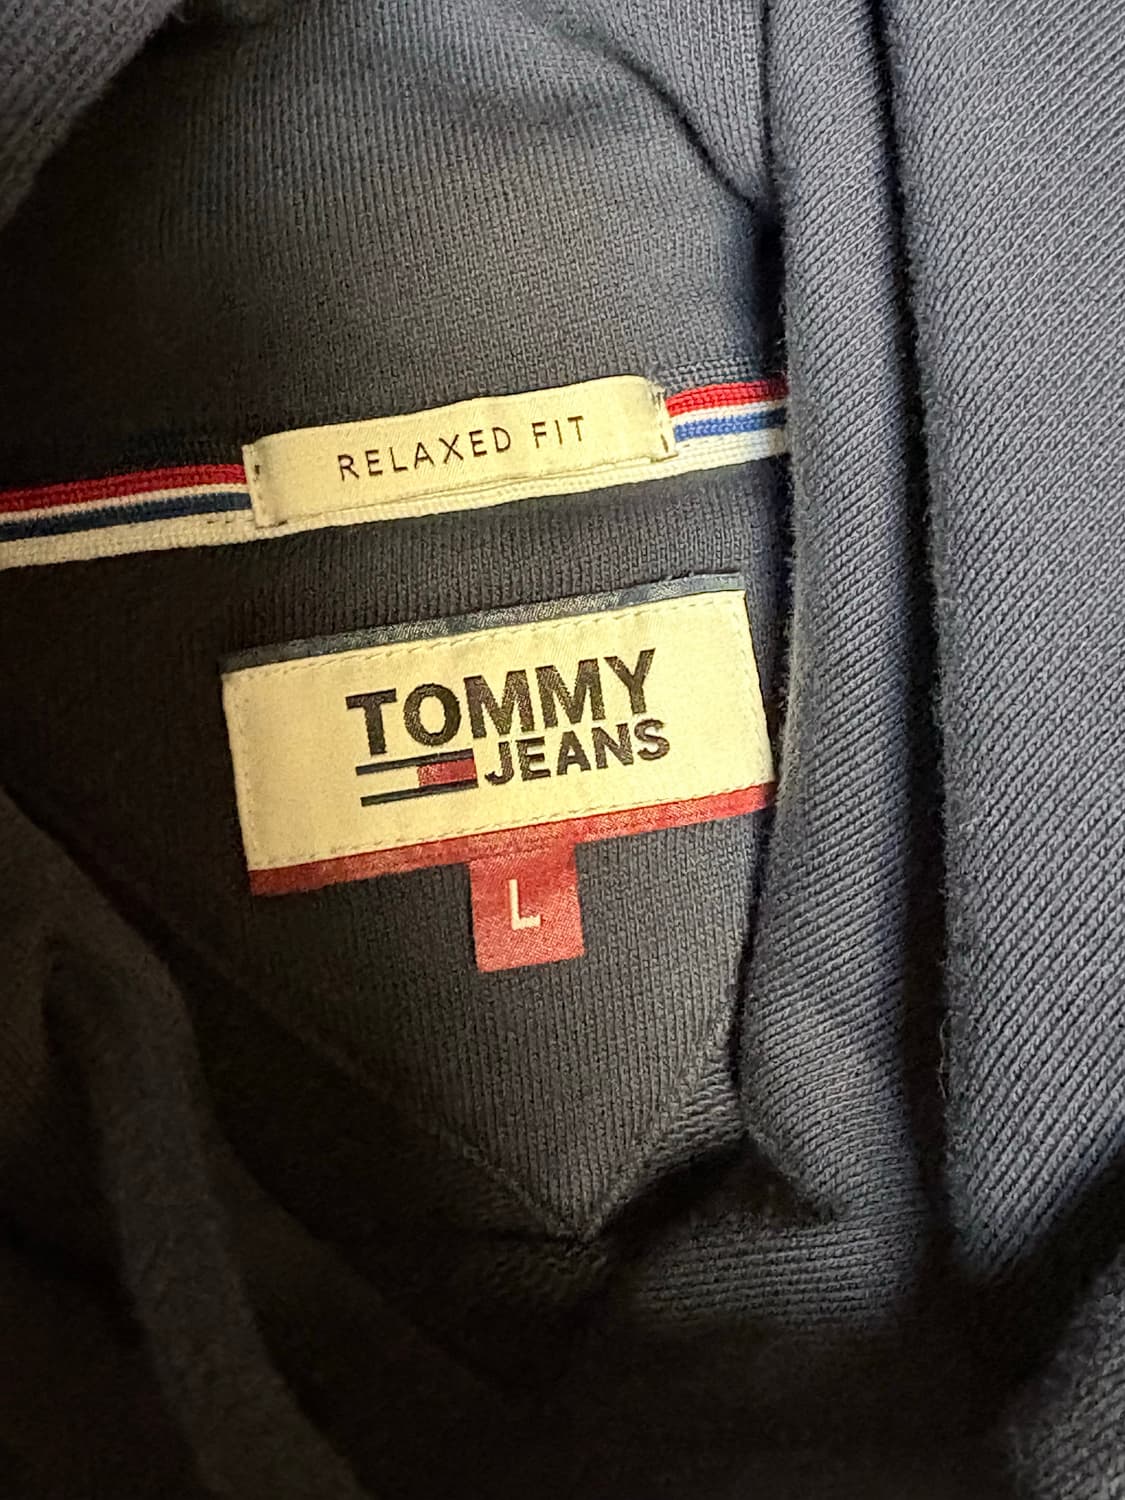 RELAXED FIT
TOMMY
JEANS
L